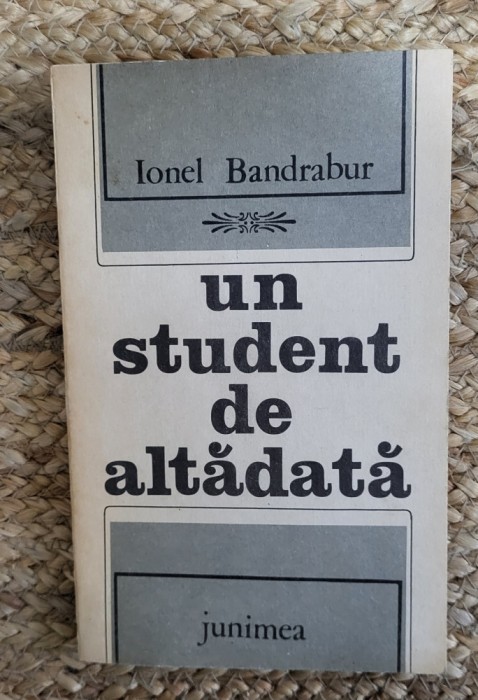 Ionel Bandrabur
un
student
de
altădată
junimea